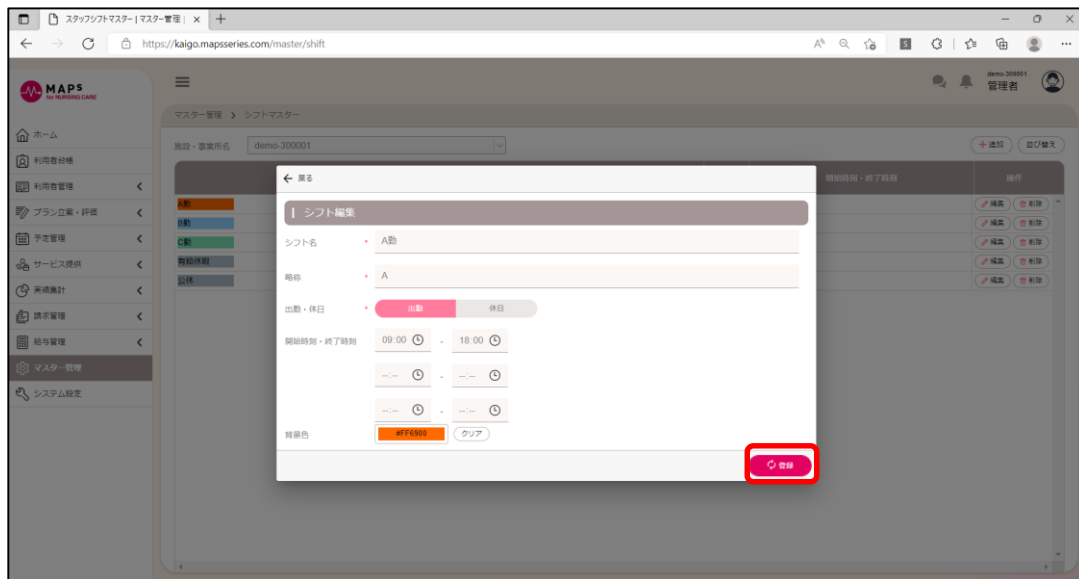 スタッフシフトマスター | マスター管理 |
https://kaigo.mapsseries.com/master/shift
MAPs
for NURSING CARE
demo-300001
管理者
マスター管理 > シフトマスター
ホーム
利用者台帳
利用者管理
プラン立案・評価
予定管理
サービス提供
実績集計
請求管理
給与管理
マスター管理
システム設定
施設・事業所名 demo-300001
+追加 並び替え
開始時刻・終了時刻 操作
A勤 編集 削除
B勤 編集 削除
C勤 編集 削除
有給休暇 編集 削除
公休 編集 削除
← 戻る
シフト編集
シフト名 * A勤
略称 * A
出勤・休日 * 出勤 休日
開始時刻・終了時刻 09:00 - 18:00
--:-- - --:--
--:-- - --:--
背景色 #FF6900 クリア
登録